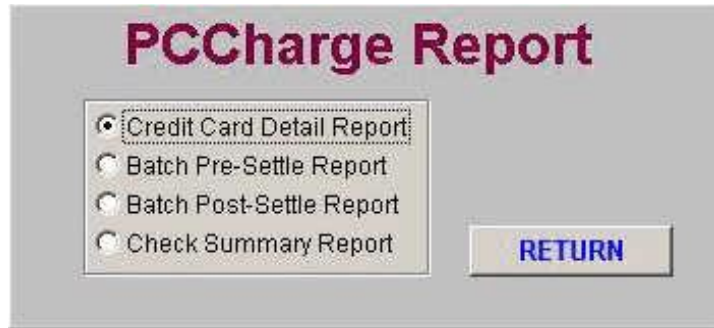 PCCharge Report
Credit Card Detail Report
Batch Pre-Settle Report
Batch Post-Settle Report
Check Summary Report
RETURN